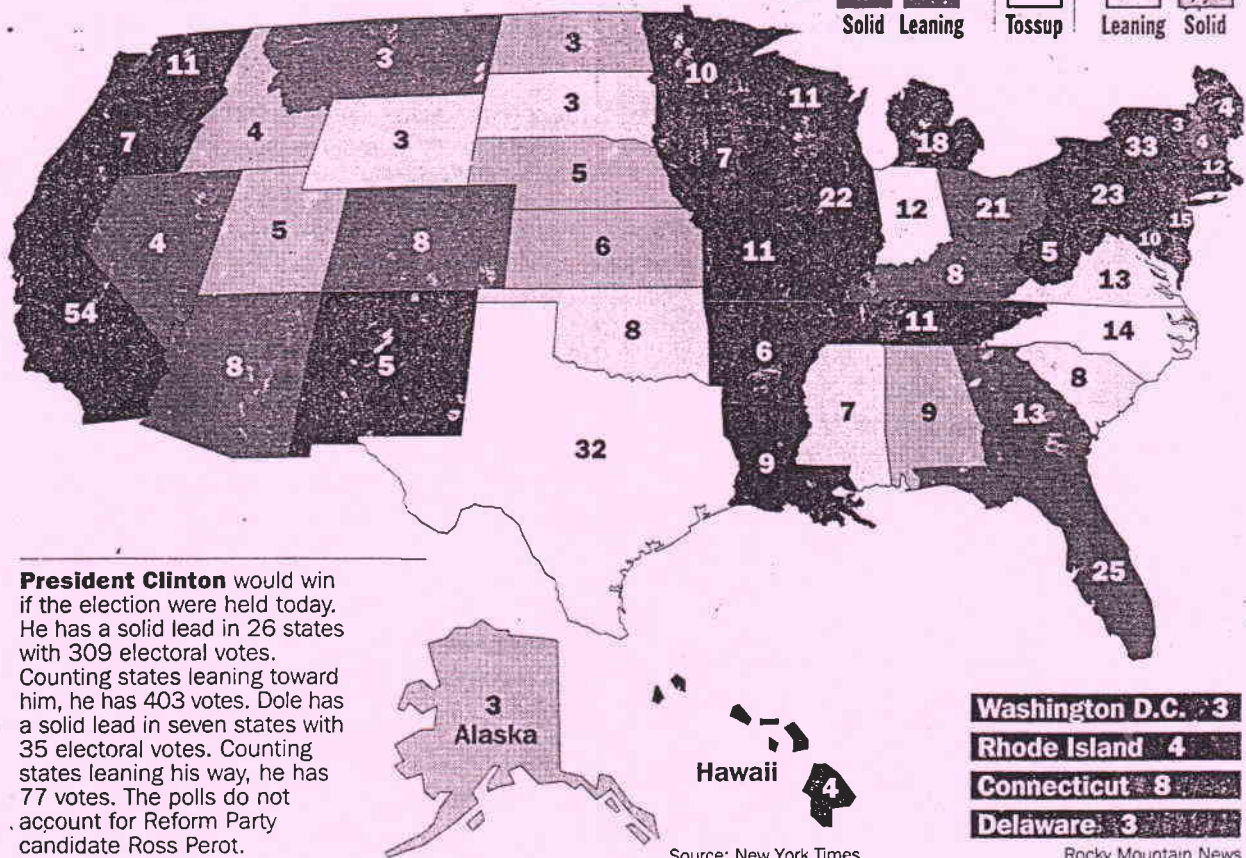 Solid Leaning Tossup Leaning Solid
11
3
3
10
11
4
3
7
4
3
3
18
33
4
12
7
5
22
12
21
23
15
4
5
8
6
11
8
5
10
13
54
8
11
14
8
5
6
8
7
9
13
32
9
25
President Clinton would win
if the election were held today.
He has a solid lead in 26 states
with 309 electoral votes.
Counting states leaning toward
him, he has 403 votes. Dole has
a solid lead in seven states with
35 electoral votes. Counting
states leaning his way, he has
77 votes. The polls do not
account for Reform Party
candidate Ross Perot.
3
Alaska
Hawaii
4
Washington D.C. 3
Rhode Island 4
Connecticut 8
Delaware 3
Source: New York Times
Rocky Mountain News